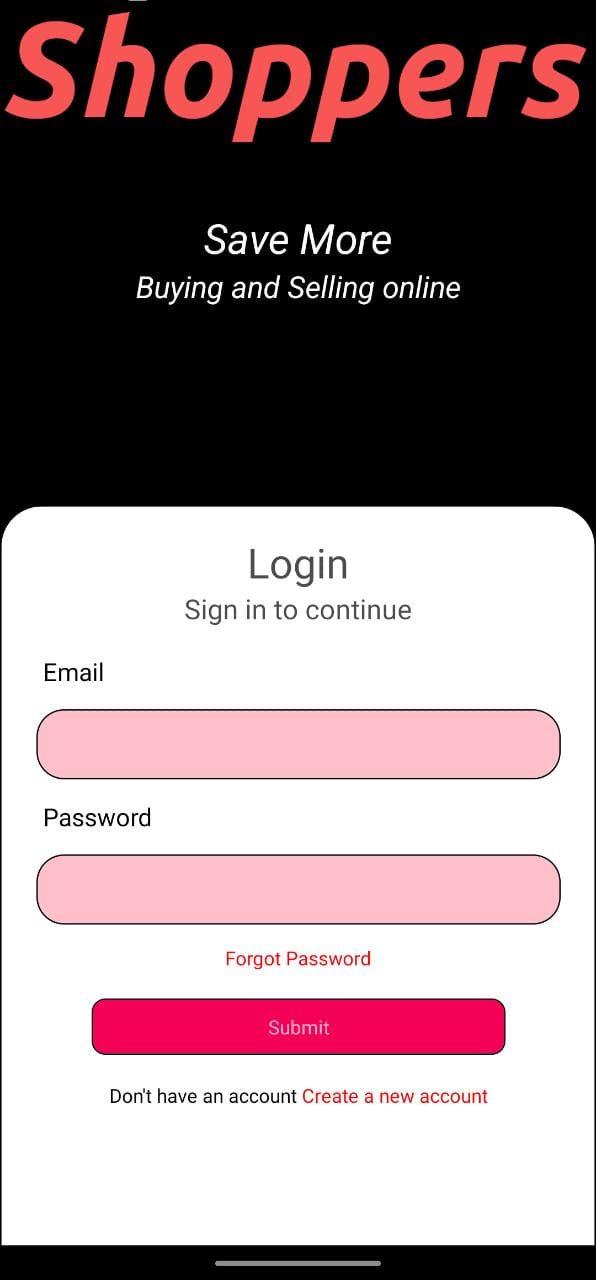 Shoppers
Save More
Buying and Selling online
Login
Sign in to continue
Email
Password
Forgot Password
Submit
Don't have an account Create a new account